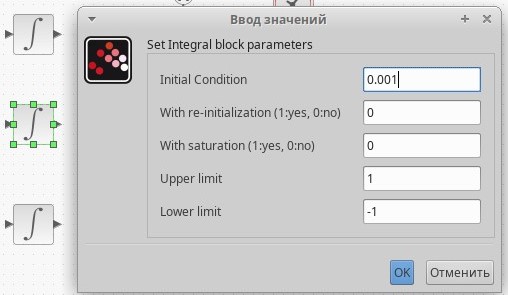 Ввод значений
Set Integral block parameters
Initial Condition 0.001
With re-initialization (1:yes, 0:no) 0
With saturation (1:yes, 0:no) 0
Upper limit 1
Lower limit -1
OK Отменить